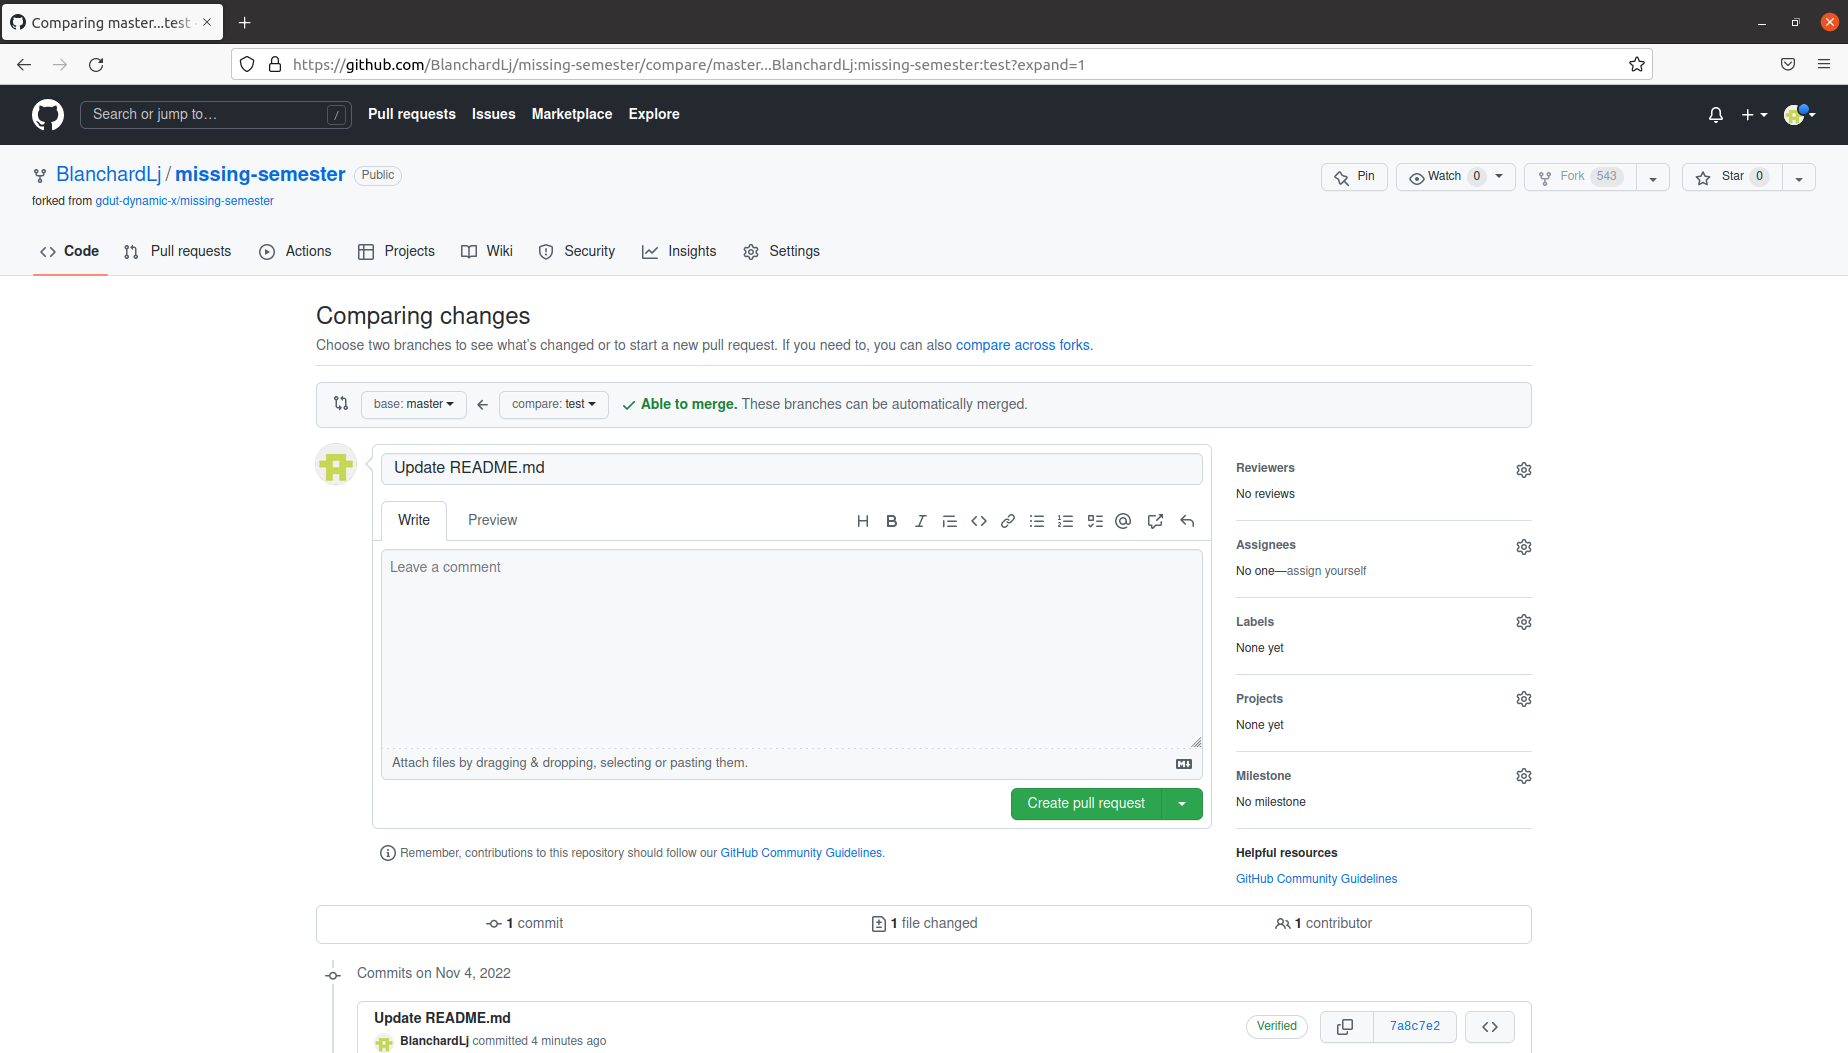 Comparing master...test
https://github.com/BlanchardLj/missing-semester/compare/master...BlanchardLj:missing-semester:test?expand=1
Search or jump to…
/
Pull requests
Issues
Marketplace
Explore
BlanchardLj / missing-semester
Public
forked from gdut-dynamic-x/missing-semester
Pin
Watch 0
Fork 543
Star 0
Code
Pull requests
Actions
Projects
Wiki
Security
Insights
Settings
Comparing changes
Choose two branches to see what's changed or to start a new pull request. If you need to, you can also compare across forks.
base: master
compare: test
Able to merge. These branches can be automatically merged.
Update README.md
Write
Preview
Leave a comment
Attach files by dragging & dropping, selecting or pasting them.
Create pull request
Remember, contributions to this repository should follow our GitHub Community Guidelines.
Reviewers
No reviews
Assignees
No one—assign yourself
Labels
None yet
Projects
None yet
Milestone
No milestone
Helpful resources
GitHub Community Guidelines
1 commit
1 file changed
1 contributor
Commits on Nov 4, 2022
Update README.md
BlanchardLj committed 4 minutes ago
Verified
7a8c7e2